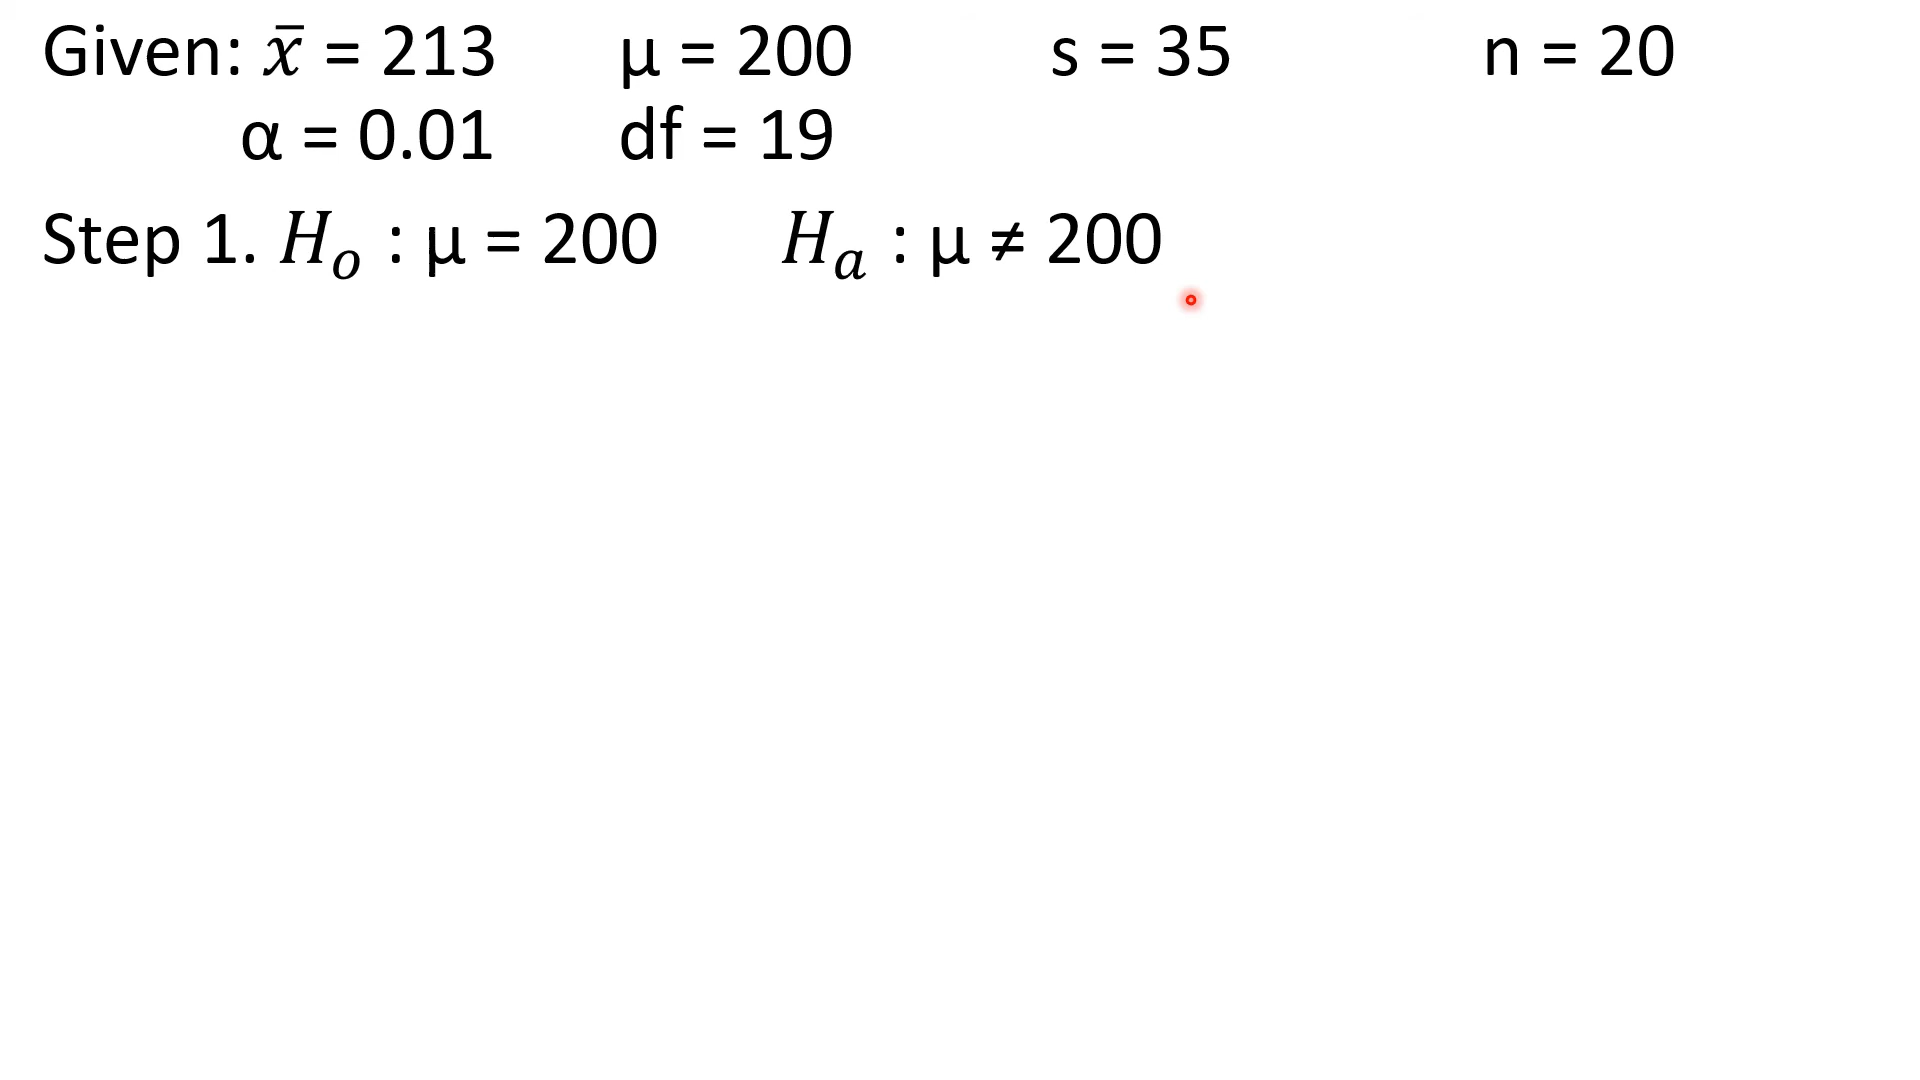 Given: x̅ = 213 μ = 200 s = 35 n = 20
α = 0.01 df = 19
Step 1. Hₒ : μ = 200 Hₐ : μ ≠ 200